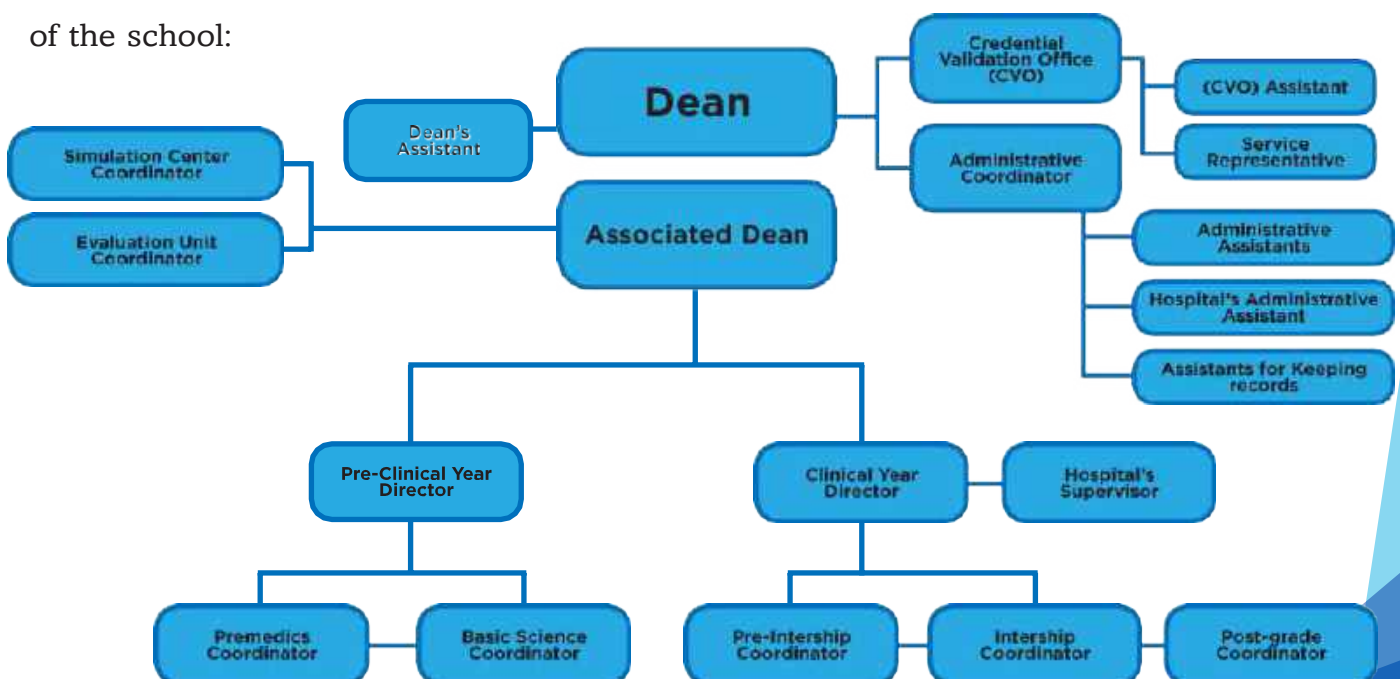 of the school:
Dean
Dean's
Assistant
Credential
Validation Office
(CVO)
(CVO) Assistant
Service
Representative
Simulation Center
Coordinator
Administrative
Coordinator
Associated Dean
Evaluation Unit
Coordinator
Administrative
Assistants
Hospital's Administrative
Assistant
Assistants for Keeping
records
Pre-Clinical Year
Director
Clinical Year
Director
Hospital's
Supervisor
Premedics
Coordinator
Basic Science
Coordinator
Pre-Intership
Coordinator
Intership
Coordinator
Post-grade
Coordinator